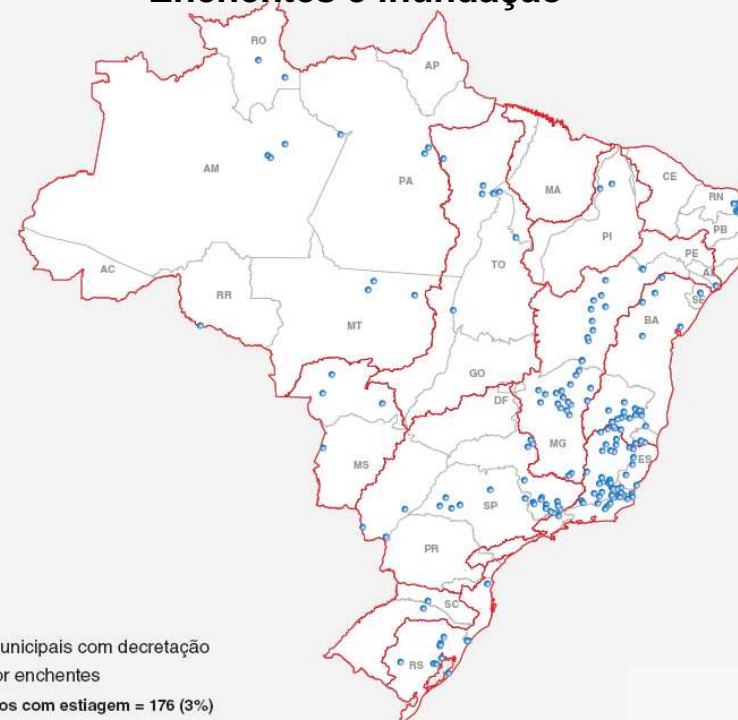 Enchentes e Inundação
RO
AP
AM
PA
MA
CE
RN
PB
PI
PE
AL
SE
TO
AC
RR
MT
BA
GO
DF
MG
ES
MS
SP
PR
SC
RS
unicipais com decretação
or enchentes
os com estiagem = 176 (3%)